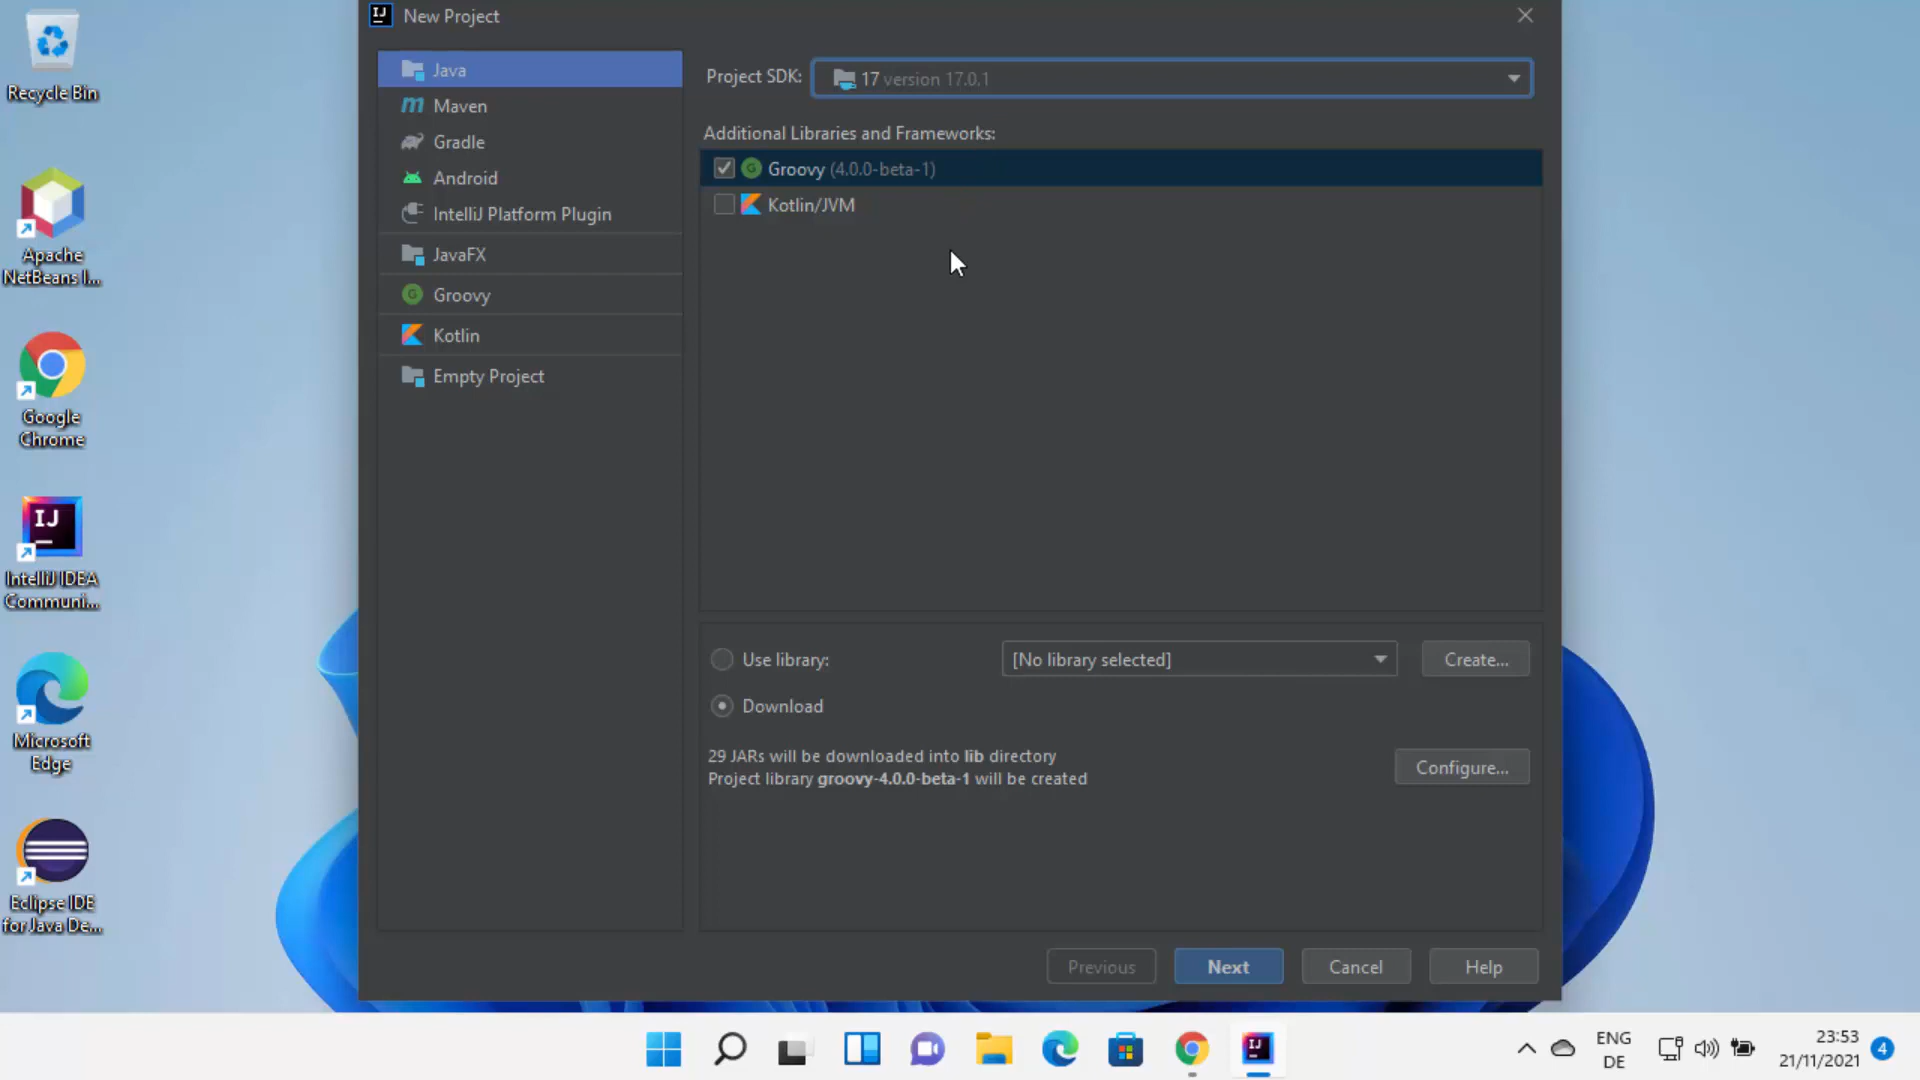 New Project
Java
Maven
Gradle
Android
IntelliJ Platform Plugin
JavaFX
Groovy
Kotlin
Empty Project
Project SDK: 17 version 17.0.1
Additional Libraries and Frameworks:
Groovy (4.0.0-beta-1)
Kotlin/JVM
Use library: [No library selected] Create...
Download
29 JARs will be downloaded into lib directory
Project library groovy-4.0.0-beta-1 will be created
Configure...
Previous Next Cancel Help
Recycle Bin
Apache
NetBeans I...
Google
Chrome
IJ
IntelliJ IDEA
Communi...
Microsoft
Edge
Eclipse IDE
for Java De...
ENG
DE
23:53
21/11/2021
4